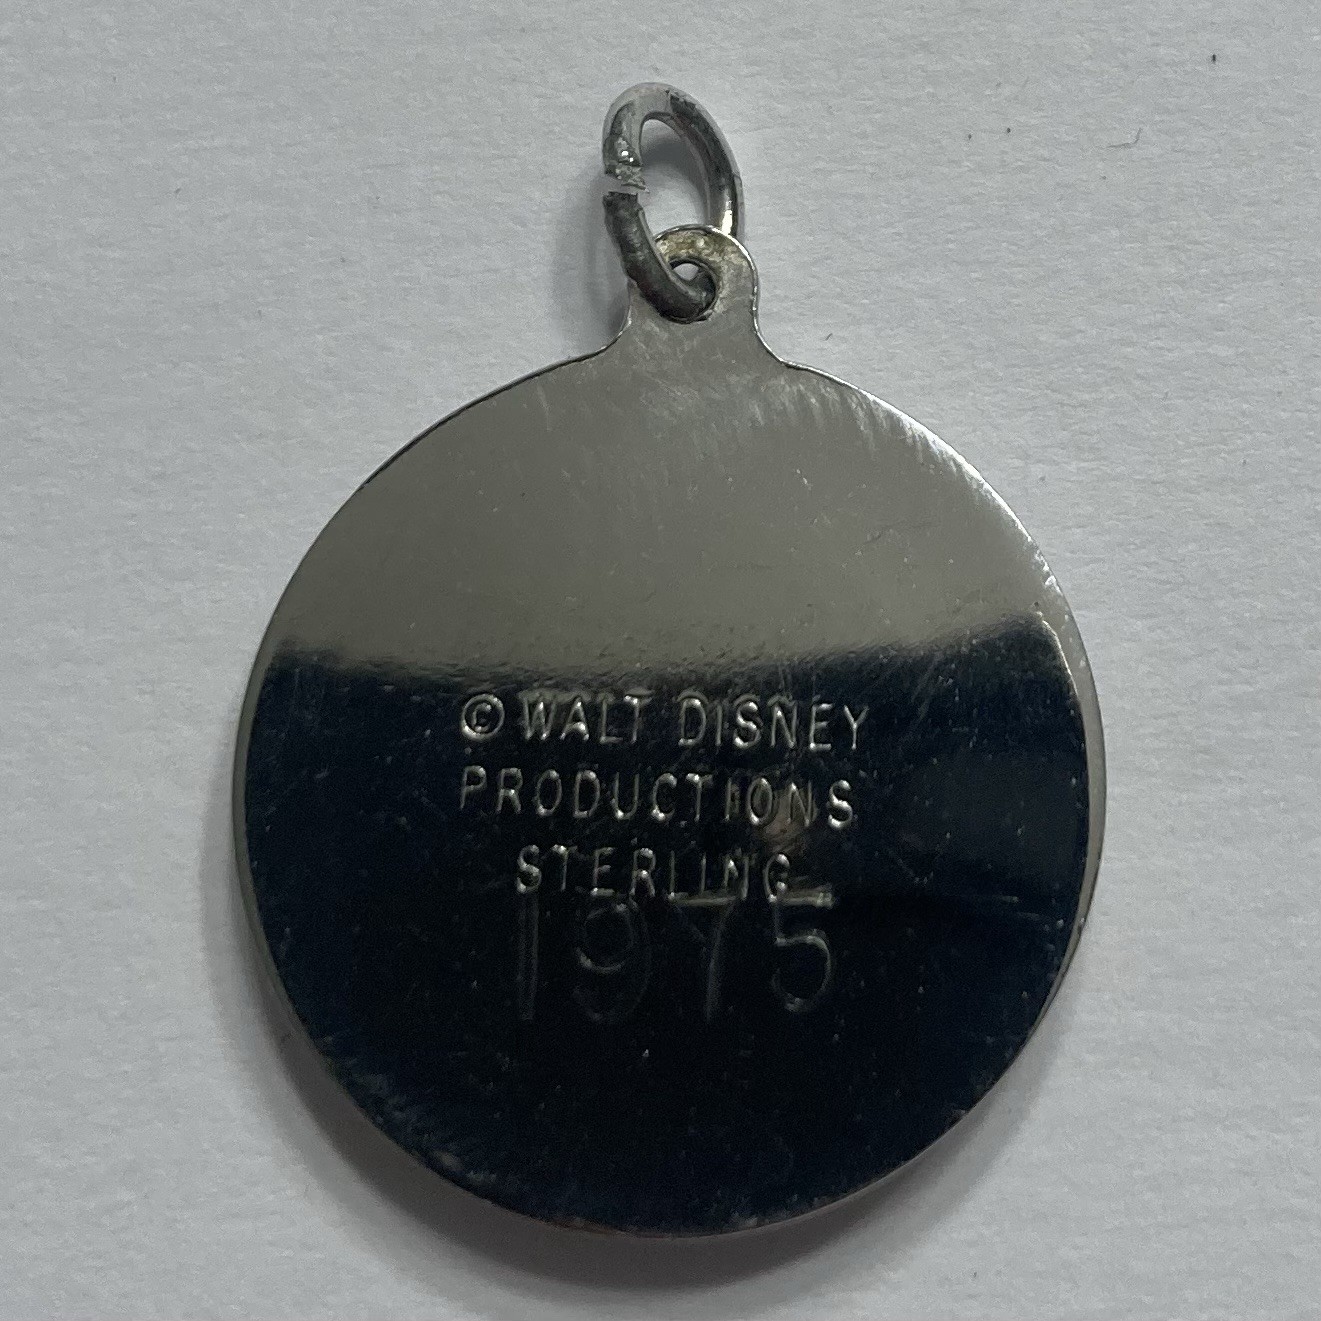 © WALT DISNEY
PRODUCTIONS
STERLING
1975